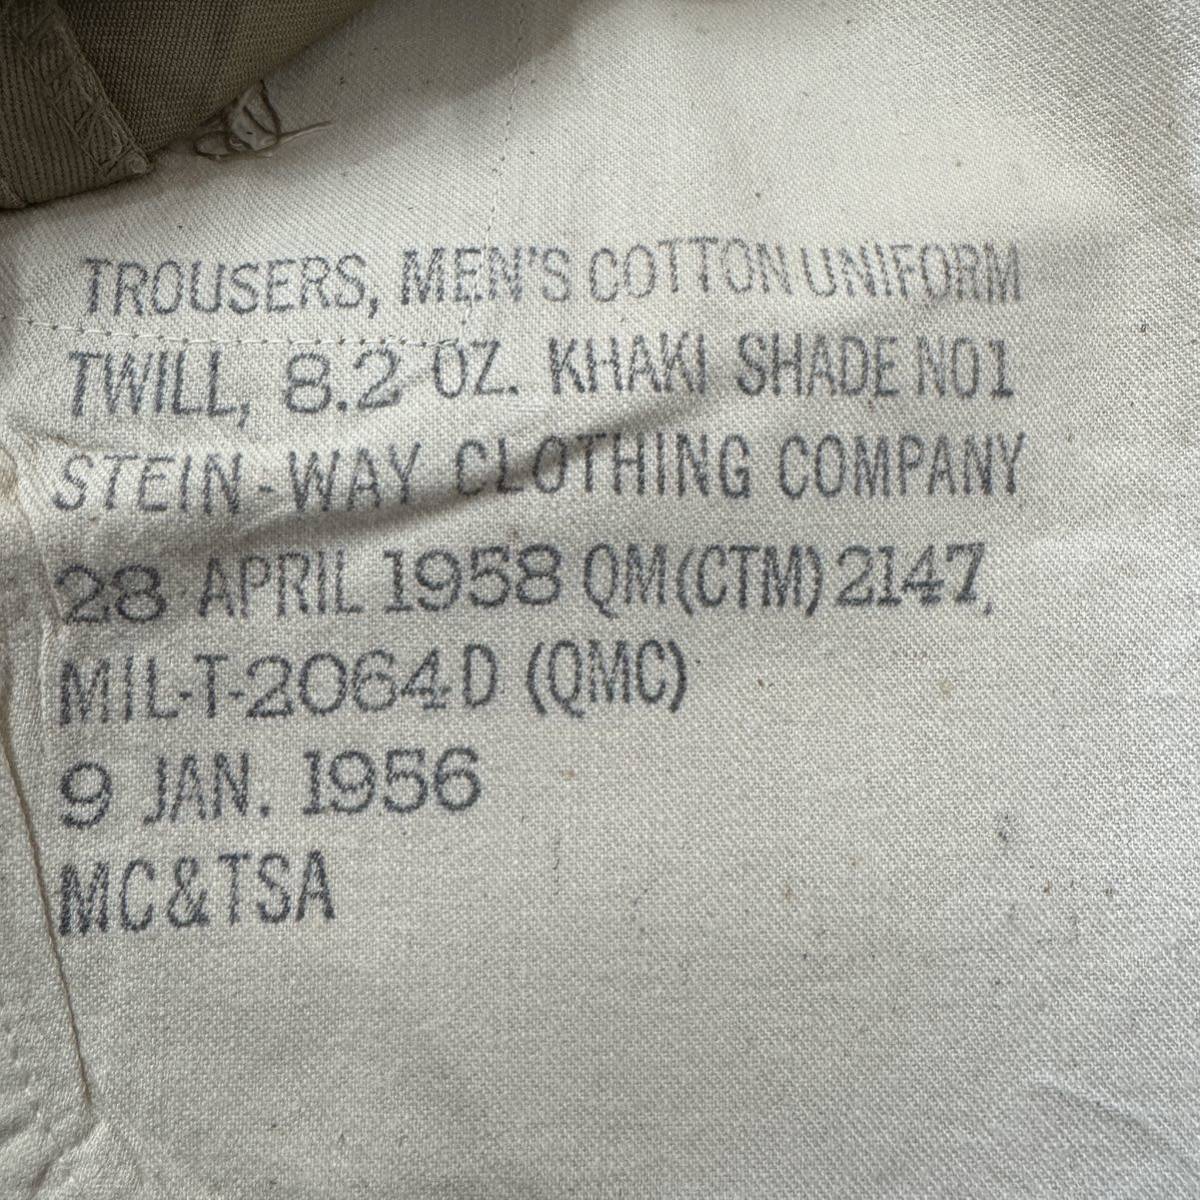 TROUSERS, MEN'S COTTON UNIFORM
TWILL, 8.2 OZ. KHAKI SHADE NO1
STEIN-WAY CLOTHING COMPANY
28 APRIL 1958 QM(CTM) 2147,
MIL-T-2064D (QMC)
9 JAN. 1956
MC&TSA